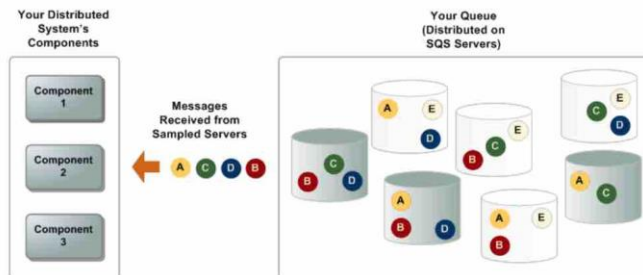 Your Distributed
System's
Components
Your Queue
(Distributed on
SQS Servers)
Component
1
Component
2
Component
3
Messages
Received from
Sampled Servers
A C D B
A E
D
B C E
E
C D
C
B D
A
B D
A E
B
A
C